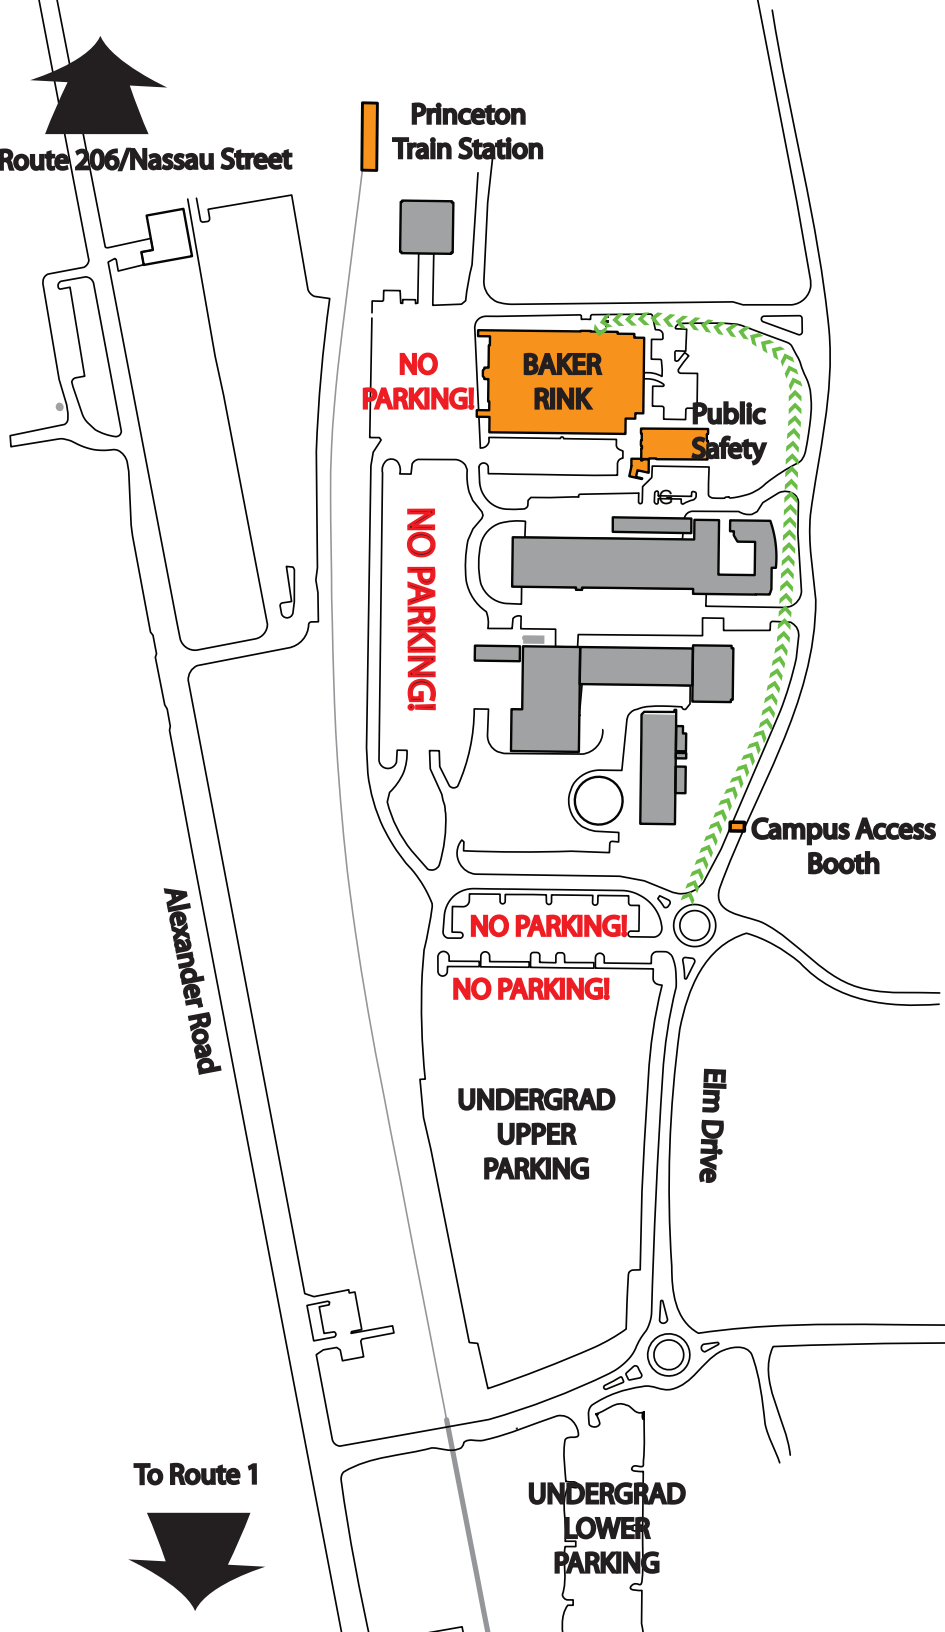 Princeton
Train Station
Route 206/Nassau Street
NO
PARKING!
BAKER
RINK
Public
Safety
G
NO PARKING!
Campus Access
Booth
Alexander Road
NO PARKING!
NO PARKING!
Elm Drive
UNDERGRAD
UPPER
PARKING
To Route 1
UNDERGRAD
LOWER
PARKING